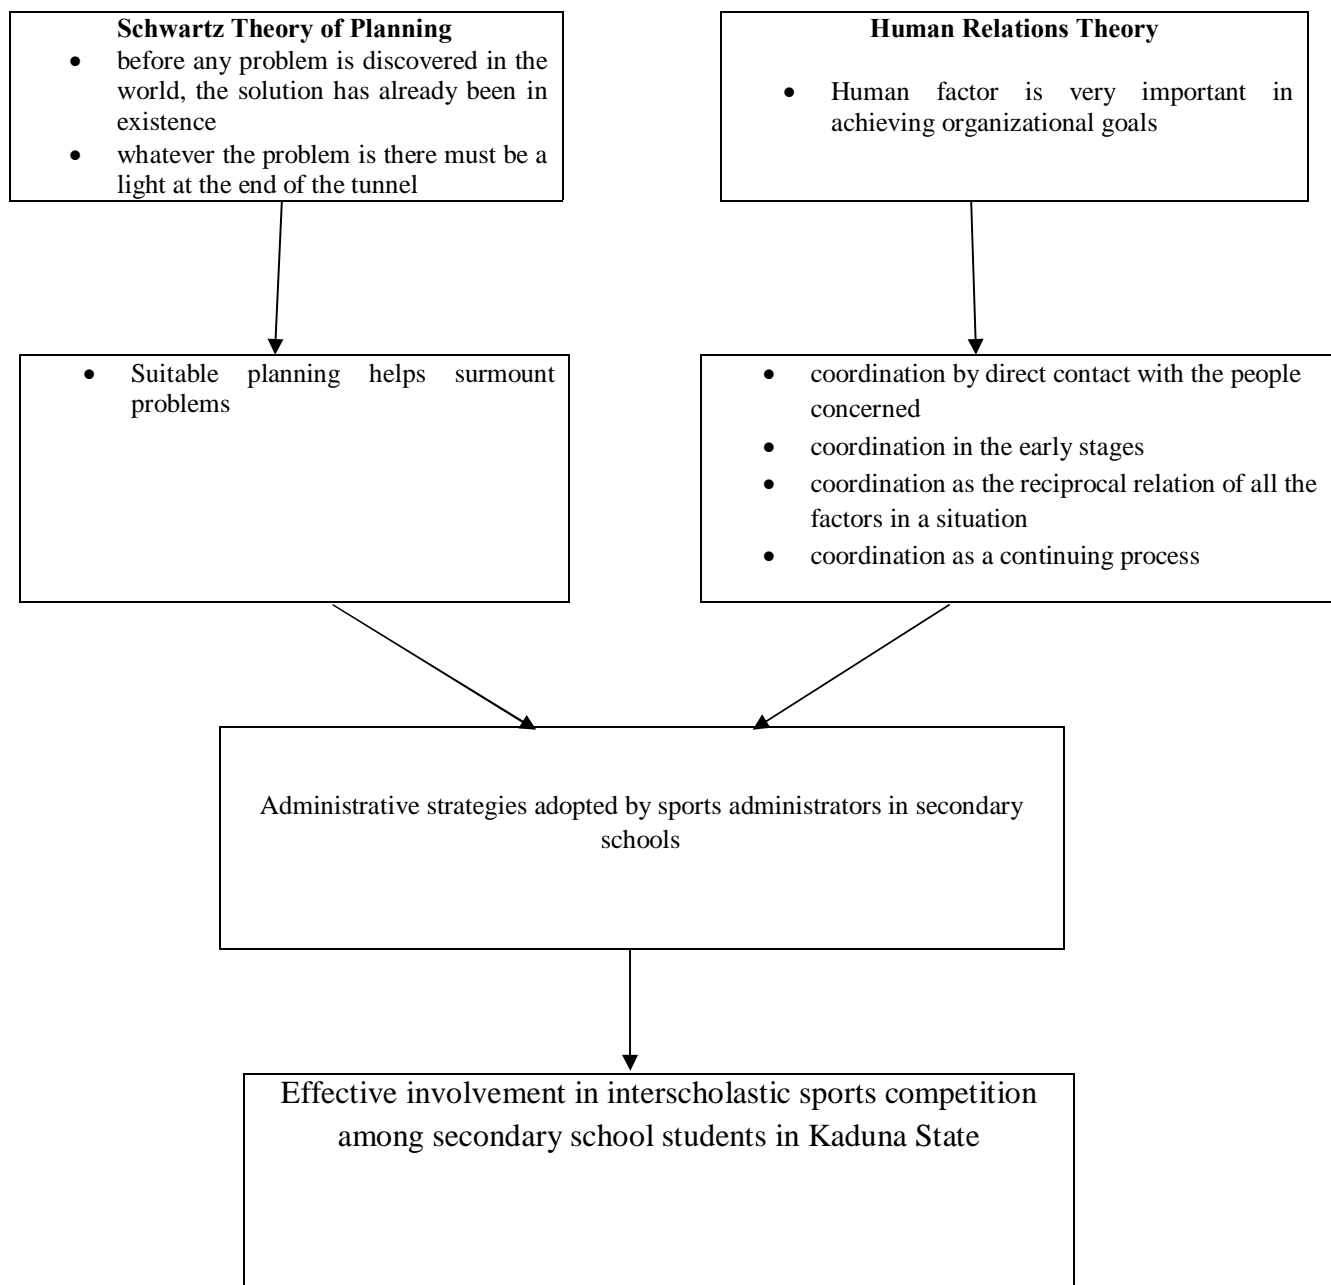 Schwartz Theory of Planning
• before any problem is discovered in the
world, the solution has already been in
existence
• whatever the problem is there must be a
light at the end of the tunnel
Human Relations Theory
• Human factor is very important in
achieving organizational goals
• Suitable planning helps surmount
problems
• coordination by direct contact with the people
concerned
• coordination in the early stages
• coordination as the reciprocal relation of all the
factors in a situation
• coordination as a continuing process
Administrative strategies adopted by sports administrators in secondary
schools
Effective involvement in interscholastic sports competition
among secondary school students in Kaduna State